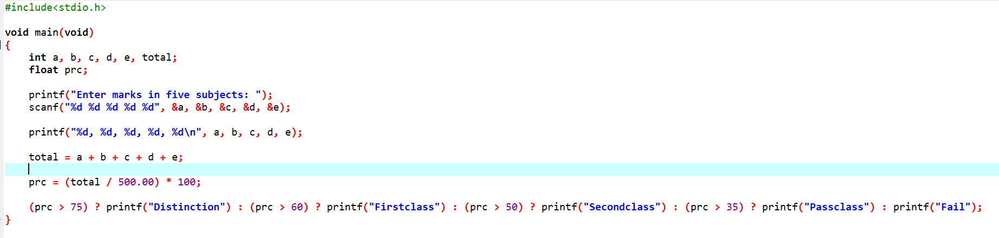 #include<stdio.h>
void main(void)
{
int a, b, c, d, e, total;
float prc;
printf("Enter marks in five subjects: ");
scanf("%d %d %d %d %d", &a, &b, &c, &d, &e);
printf("%d, %d, %d, %d, %d\n", a, b, c, d, e);
total = a + b + c + d + e;
prc = (total / 500.00) * 100;
(prc > 75) ? printf("Distinction") : (prc > 60) ? printf("Firstclass") : (prc > 50) ? printf("Secondclass") : (prc > 35) ? printf("Passclass") : printf("Fail");
}